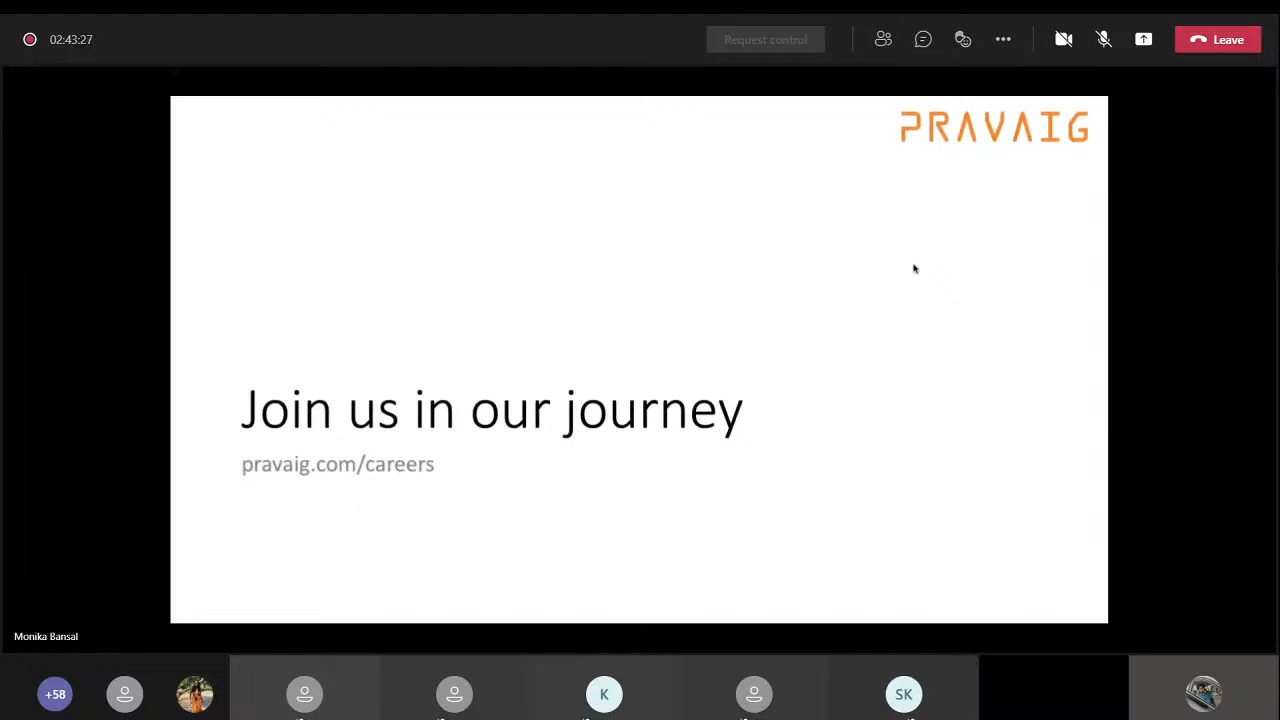 02:43:27
Request control
Leave
PRAVAIG
Join us in our journey
pravaig.com/careers
Monika Bansal
+58
K
SK